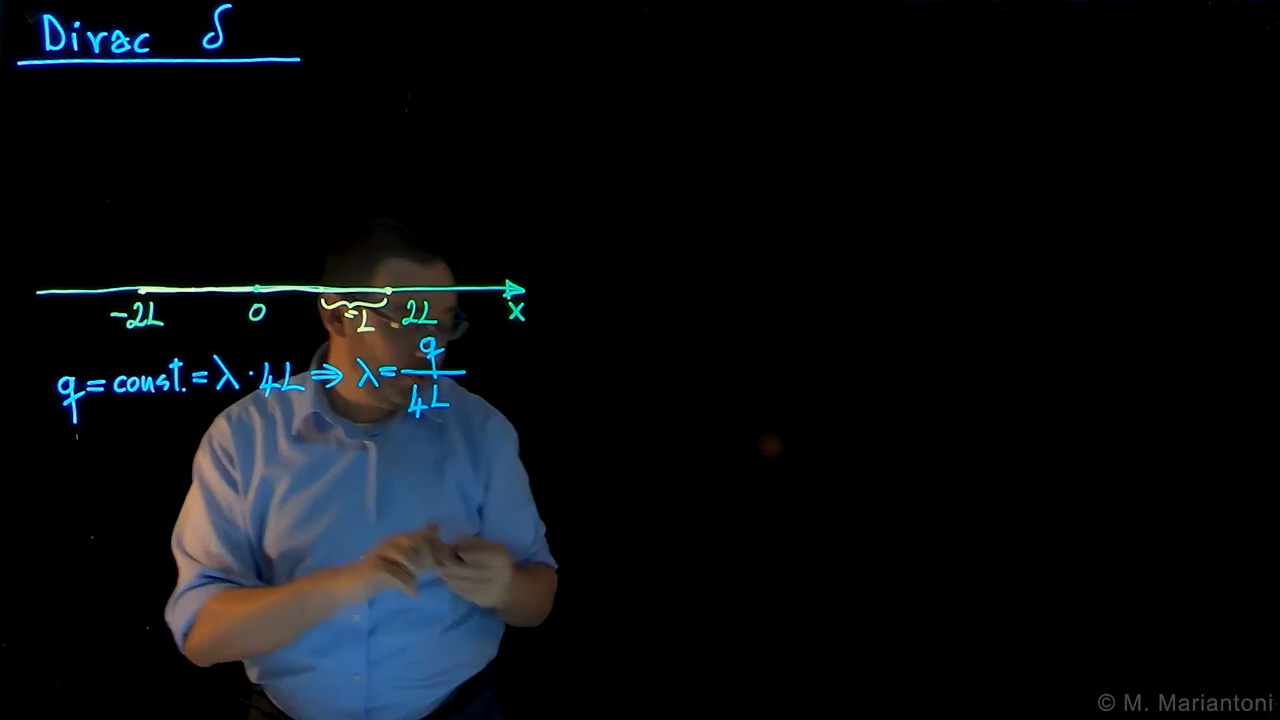 Dirac δ
-2L 0 =L 2L x
q = const. = λ · 4L ⇒ λ = q/4L
© M. Mariantoni